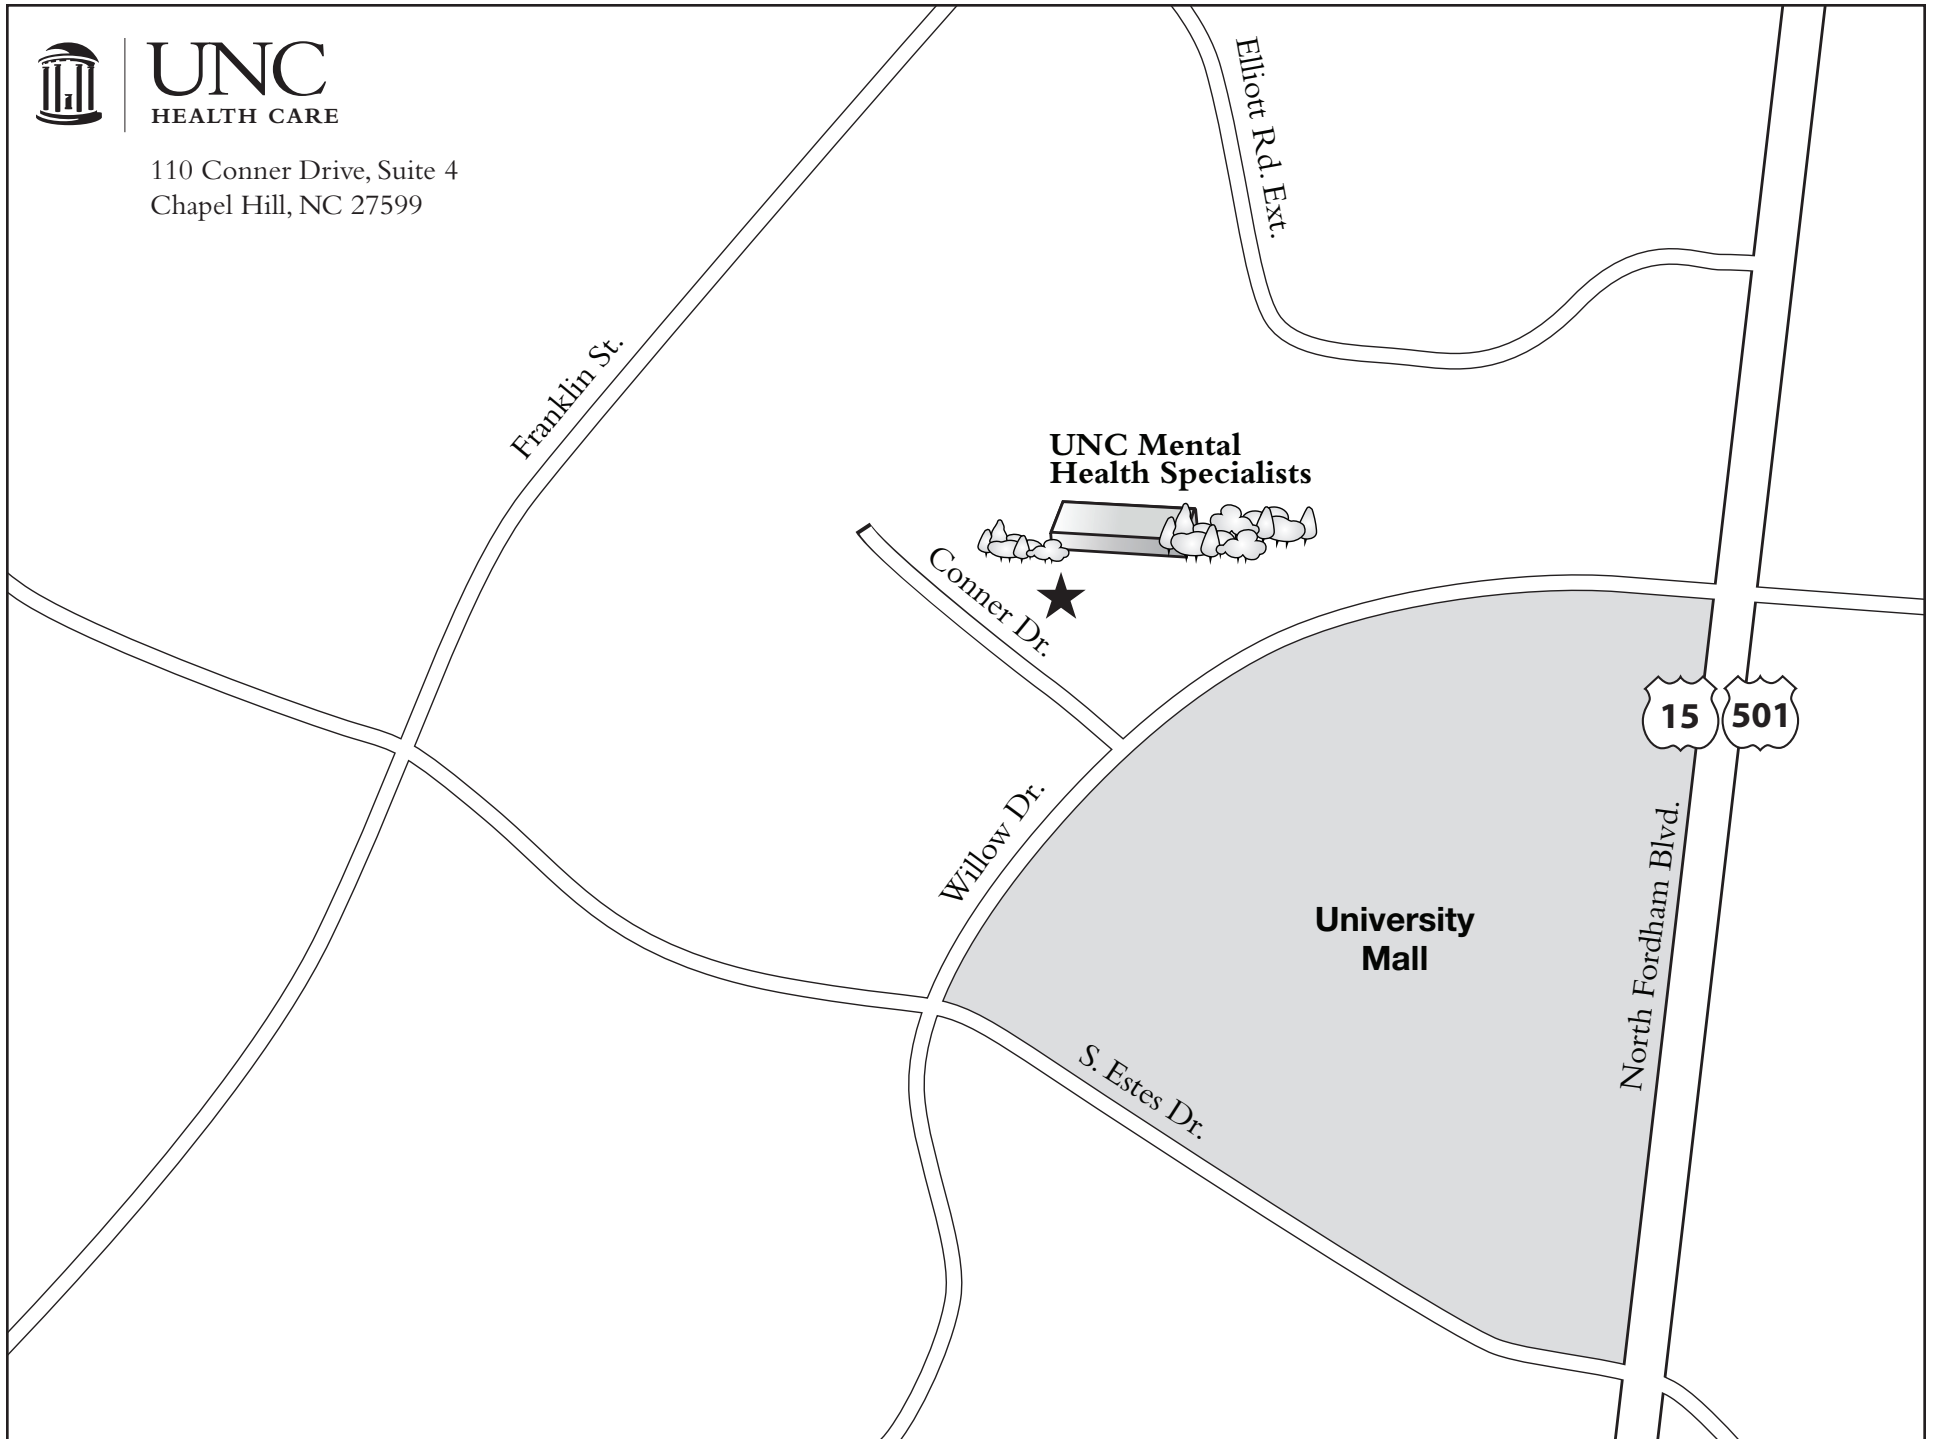 UNC
HEALTH CARE
110 Conner Drive, Suite 4
Chapel Hill, NC 27599
Elliott Rd. Ext.
Franklin St.
UNC Mental
Health Specialists
Conner Dr.
15
501
Willow Dr.
North Fordham Blvd.
University
Mall
S. Estes Dr.